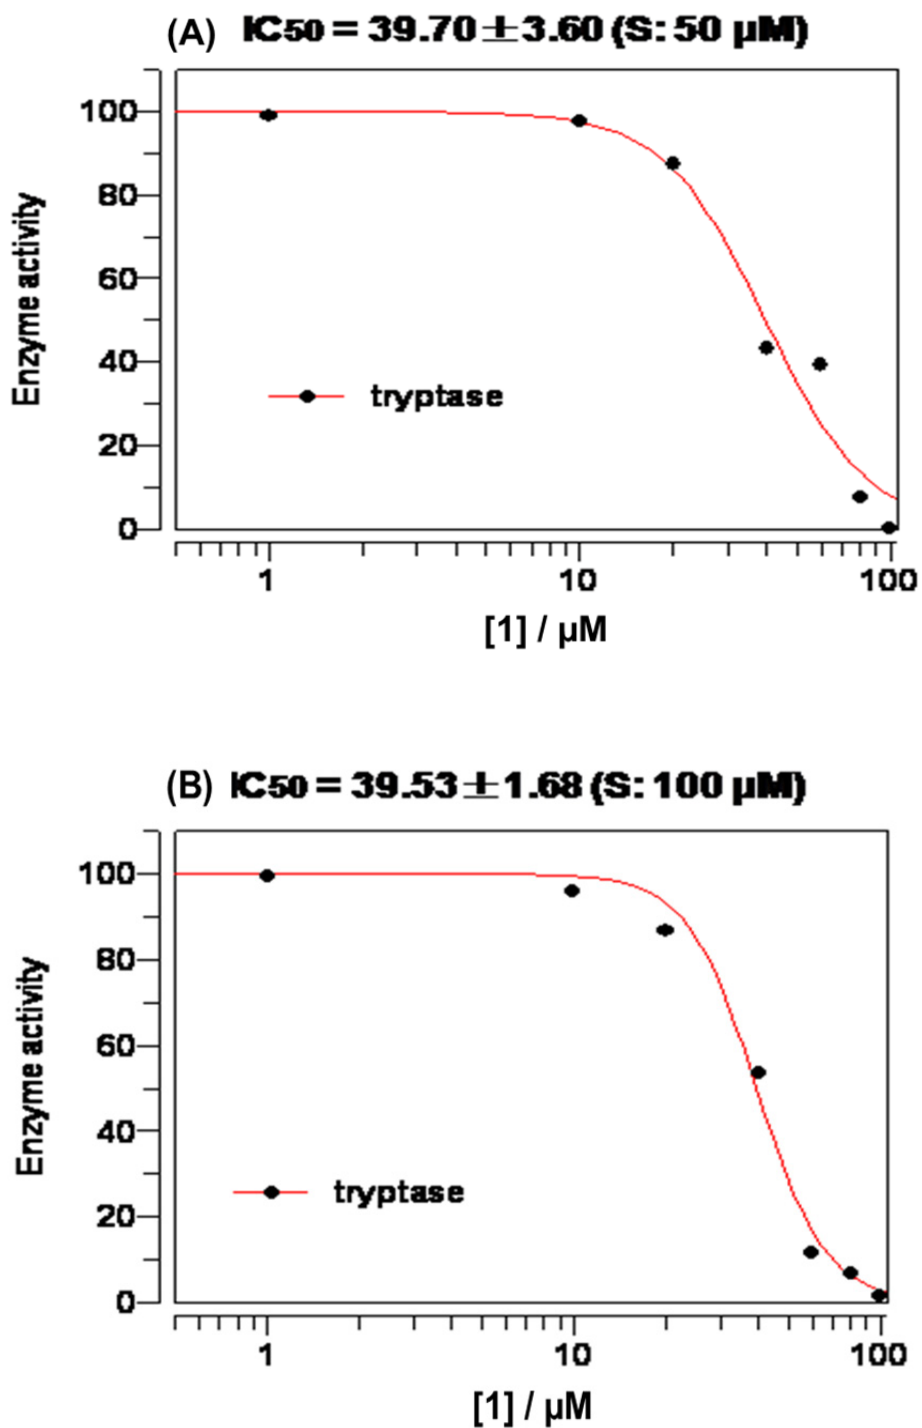 (A) IC50 = 39.70±3.60 (S: 50 µM)
100
80
60
40
20
0
Enzyme activity
tryptase
1 10 100
[1] / µM
(B) IC50 = 39.53±1.68 (S: 100 µM)
100
80
60
40
20
0
Enzyme activity
tryptase
1 10 100
[1] / µM